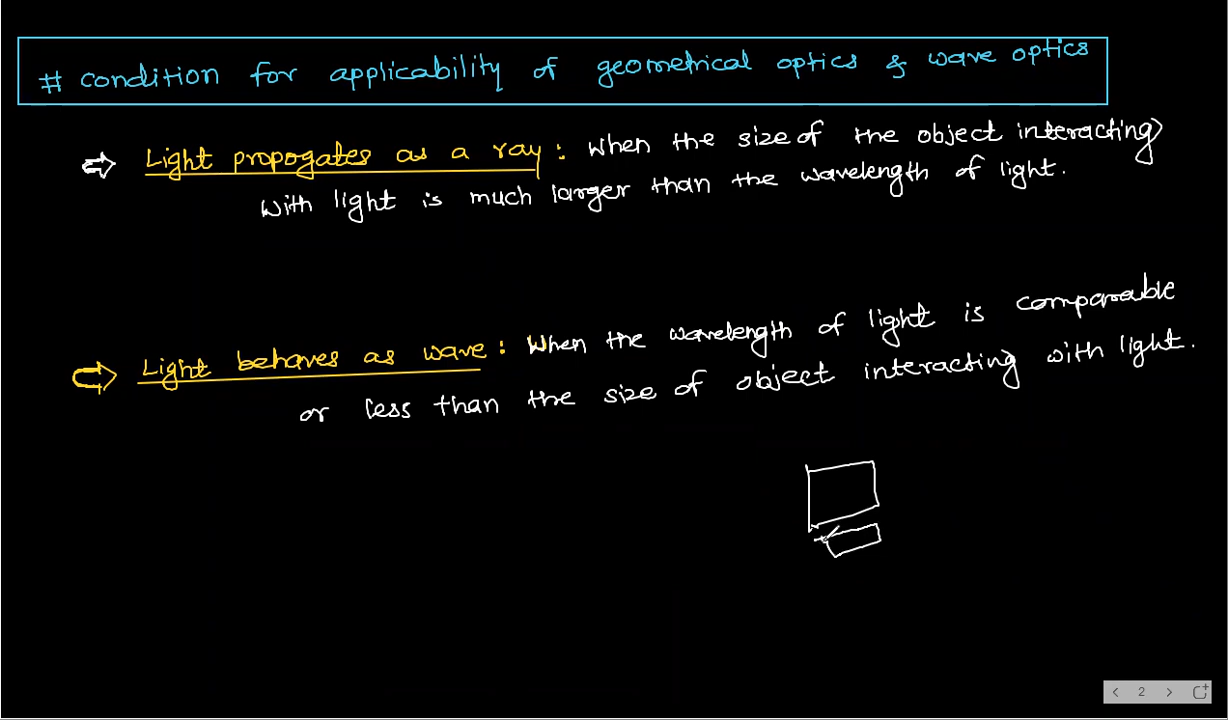 # condition for applicability of geometrical optics & wave optics
⇒ Light propogates as a ray : When the size of the object interacting
with light is much larger than the wavelength of light.
⇒ Light behaves as wave : When the wavelength of light is comparable
or less than the size of object interacting with light.
< 2 >